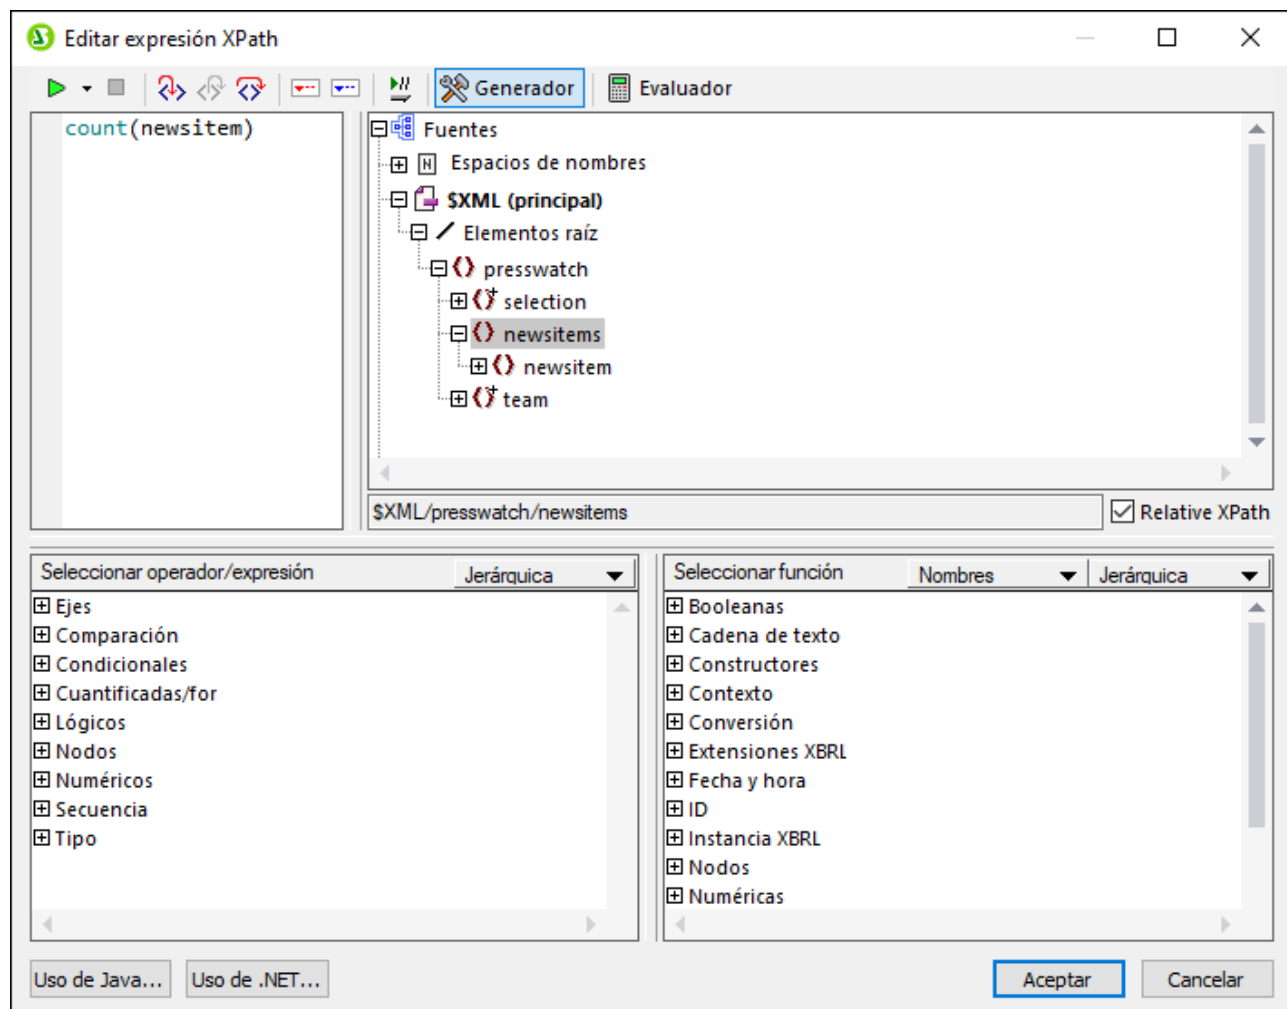 Editar expresión XPath
Generador
Evaluador
count(newsitem)
Fuentes
Espacios de nombres
$XML (principal)
Elementos raíz
presswatch
selection
newsitems
newsitem
team
$XML/presswatch/newsitems
Relative XPath
Seleccionar operador/expresión
Jerárquica
Ejes
Comparación
Condicionales
Cuantificadas/for
Lógicos
Nodos
Numéricos
Secuencia
Tipo
Seleccionar función
Nombres
Jerárquica
Booleanas
Cadena de texto
Constructores
Contexto
Conversión
Extensiones XBRL
Fecha y hora
ID
Instancia XBRL
Nodos
Numéricas
Uso de Java...
Uso de .NET...
Aceptar
Cancelar